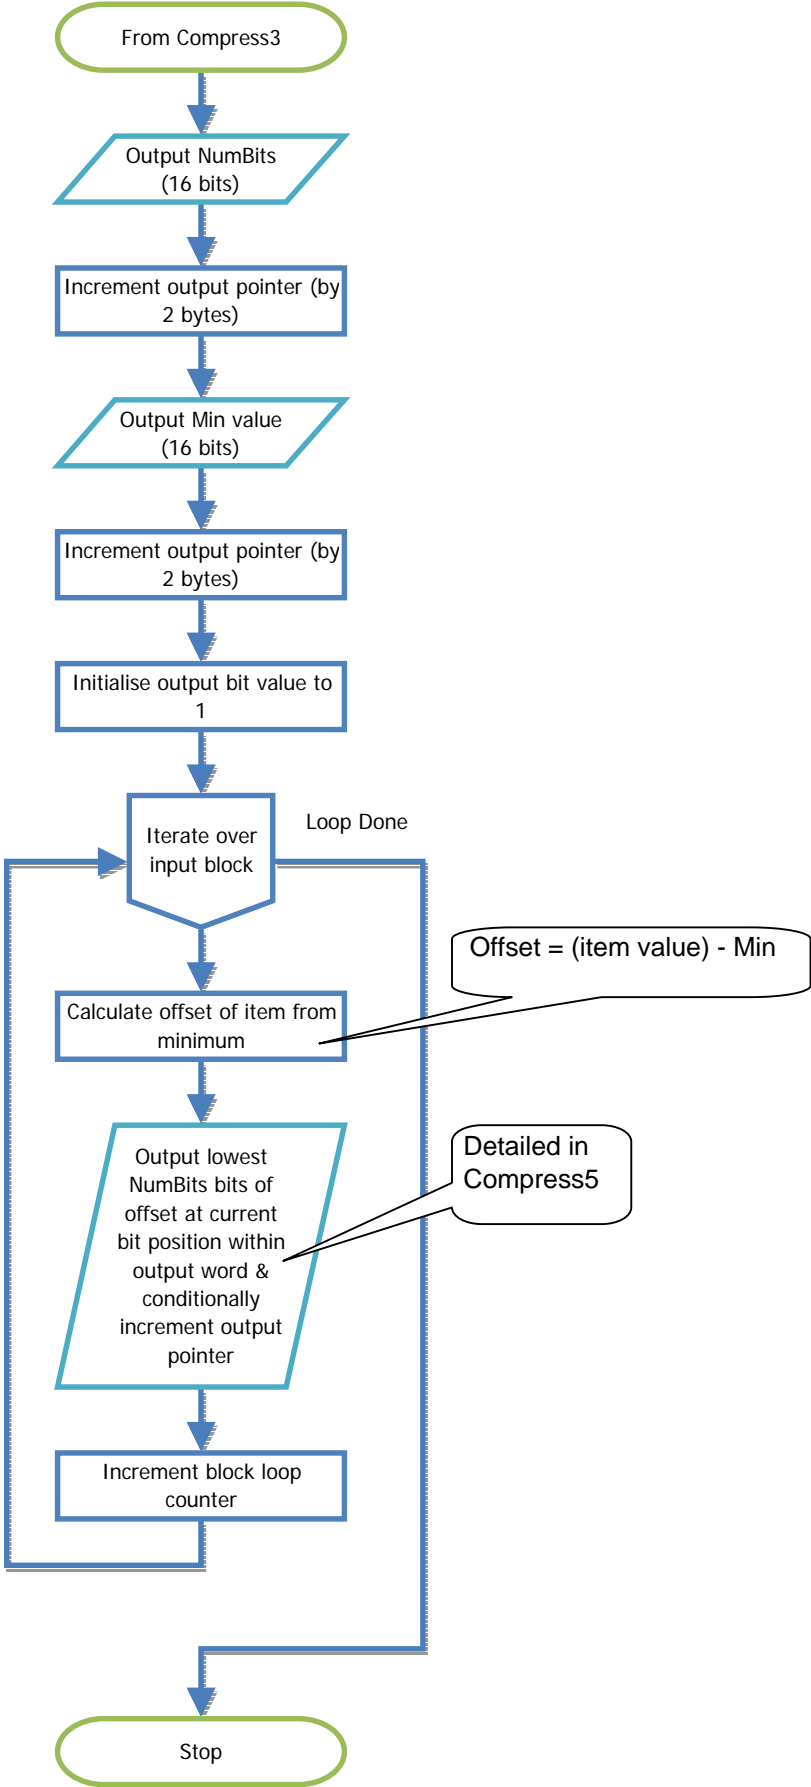 From Compress3
Output NumBits
(16 bits)
Increment output pointer (by
2 bytes)
Output Min value
(16 bits)
Increment output pointer (by
2 bytes)
Initialise output bit value to
1
Iterate over
input block
Loop Done
Offset = (item value) - Min
Calculate offset of item from
minimum
Detailed in
Compress5
Output lowest
NumBits bits of
offset at current
bit position within
output word &
conditionally
increment output
pointer
Increment block loop
counter
Stop